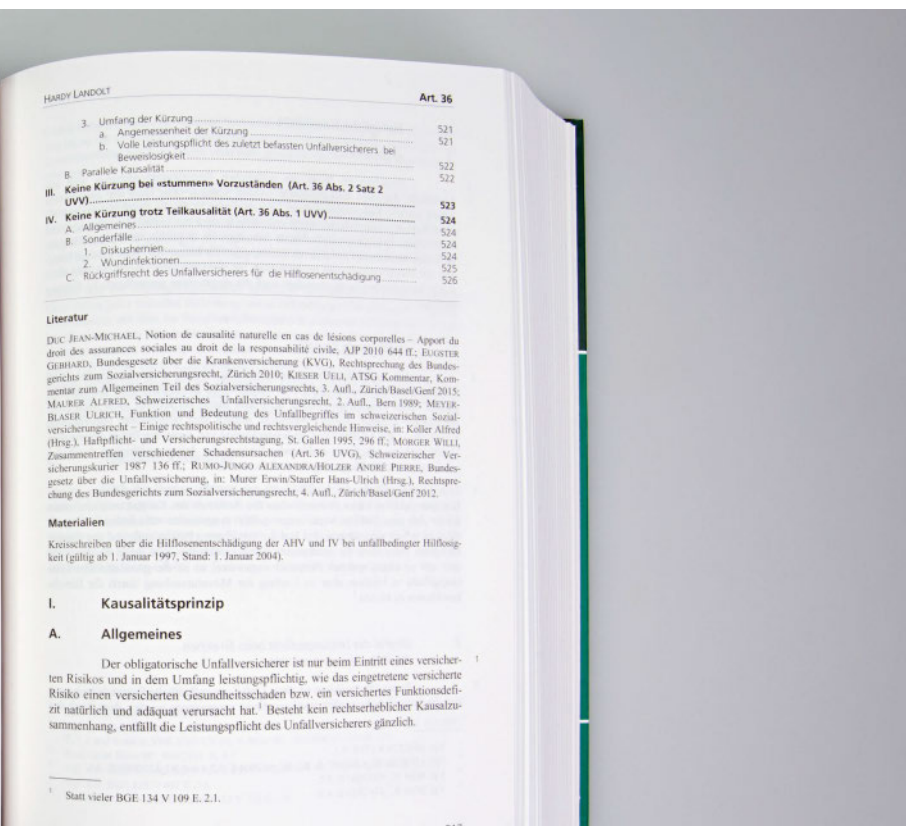 HARDY LANDOLT Art. 36
3. Umfang der Kürzung 521
a. Angemessenheit der Kürzung 521
b. Volle Leistungspflicht des zuletzt befassten Unfallversicherers bei
Beweislosigkeit 522
B. Parallele Kausalität 522
III. Keine Kürzung bei «stummen» Vorzuständen (Art. 36 Abs. 2 Satz 2
UVV) 523
IV. Keine Kürzung trotz Teilkausalität (Art. 36 Abs. 1 UVV) 524
A. Allgemeines 524
B. Sonderfälle 524
1. Diskushernien 524
2. Wundinfektionen 525
C. Rückgriffsrecht des Unfallversicherers für die Hilflosenentschädigung 526
Literatur
DUC JEAN-MICHAEL, Notion de causalité naturelle en cas de lésions corporelles – Apport du
droit des assurances sociales au droit de la responsabilité civile, AJP 2010 644 ff.; EUGSTER
GEBHARD, Bundesgesetz über die Krankenversicherung (KVG), Rechtsprechung des Bundes-
gerichts zum Sozialversicherungsrecht, Zürich 2010; KIESER UELI, ATSG Kommentar, Kom-
mentar zum Allgemeinen Teil des Sozialversicherungsrechts, 3. Aufl., Zürich/Basel/Genf 2015;
MAURER ALFRED, Schweizerisches Unfallversicherungsrecht, 2. Aufl., Bern 1989; MEYER-
BLASER ULRICH, Funktion und Bedeutung des Unfallbegriffes im schweizerischen Sozial-
versicherungsrecht – Einige rechtspolitische und rechtsvergleichende Hinweise, in: Koller Alfred
(Hrsg.), Haftpflicht- und Versicherungsrechtstagung, St. Gallen 1995, 296 ff.; MORGER WILLI,
Zusammentreffen verschiedener Schadensursachen (Art. 36 UVG), Schweizerischer Ver-
sicherungskurier 1987 136 ff.; RUMO-JUNGO ALEXANDRA/HOLZER ANDRÉ PIERRE, Bundes-
gesetz über die Unfallversicherung, in: Murer Erwin/Stauffer Hans-Ulrich (Hrsg.), Rechtspre-
chung des Bundesgerichts zum Sozialversicherungsrecht, 4. Aufl., Zürich/Basel/Genf 2012.
Materialien
Kreisschreiben über die Hilflosenentschädigung der AHV und IV bei unfallbedingter Hilflosig-
keit (gültig ab 1. Januar 1997, Stand: 1. Januar 2004).
I. Kausalitätsprinzip
A. Allgemeines
Der obligatorische Unfallversicherer ist nur beim Eintritt eines versicher- 1
ten Risikos und in dem Umfang leistungspflichtig, wie das eingetretene versicherte
Risiko einen versicherten Gesundheitsschaden bzw. ein versichertes Funktionsdefi-
zit natürlich und adäquat verursacht hat.1 Besteht kein rechtserheblicher Kausalzu-
sammenhang, entfällt die Leistungspflicht des Unfallversicherers gänzlich.
1 Statt vieler BGE 134 V 109 E. 2.1.